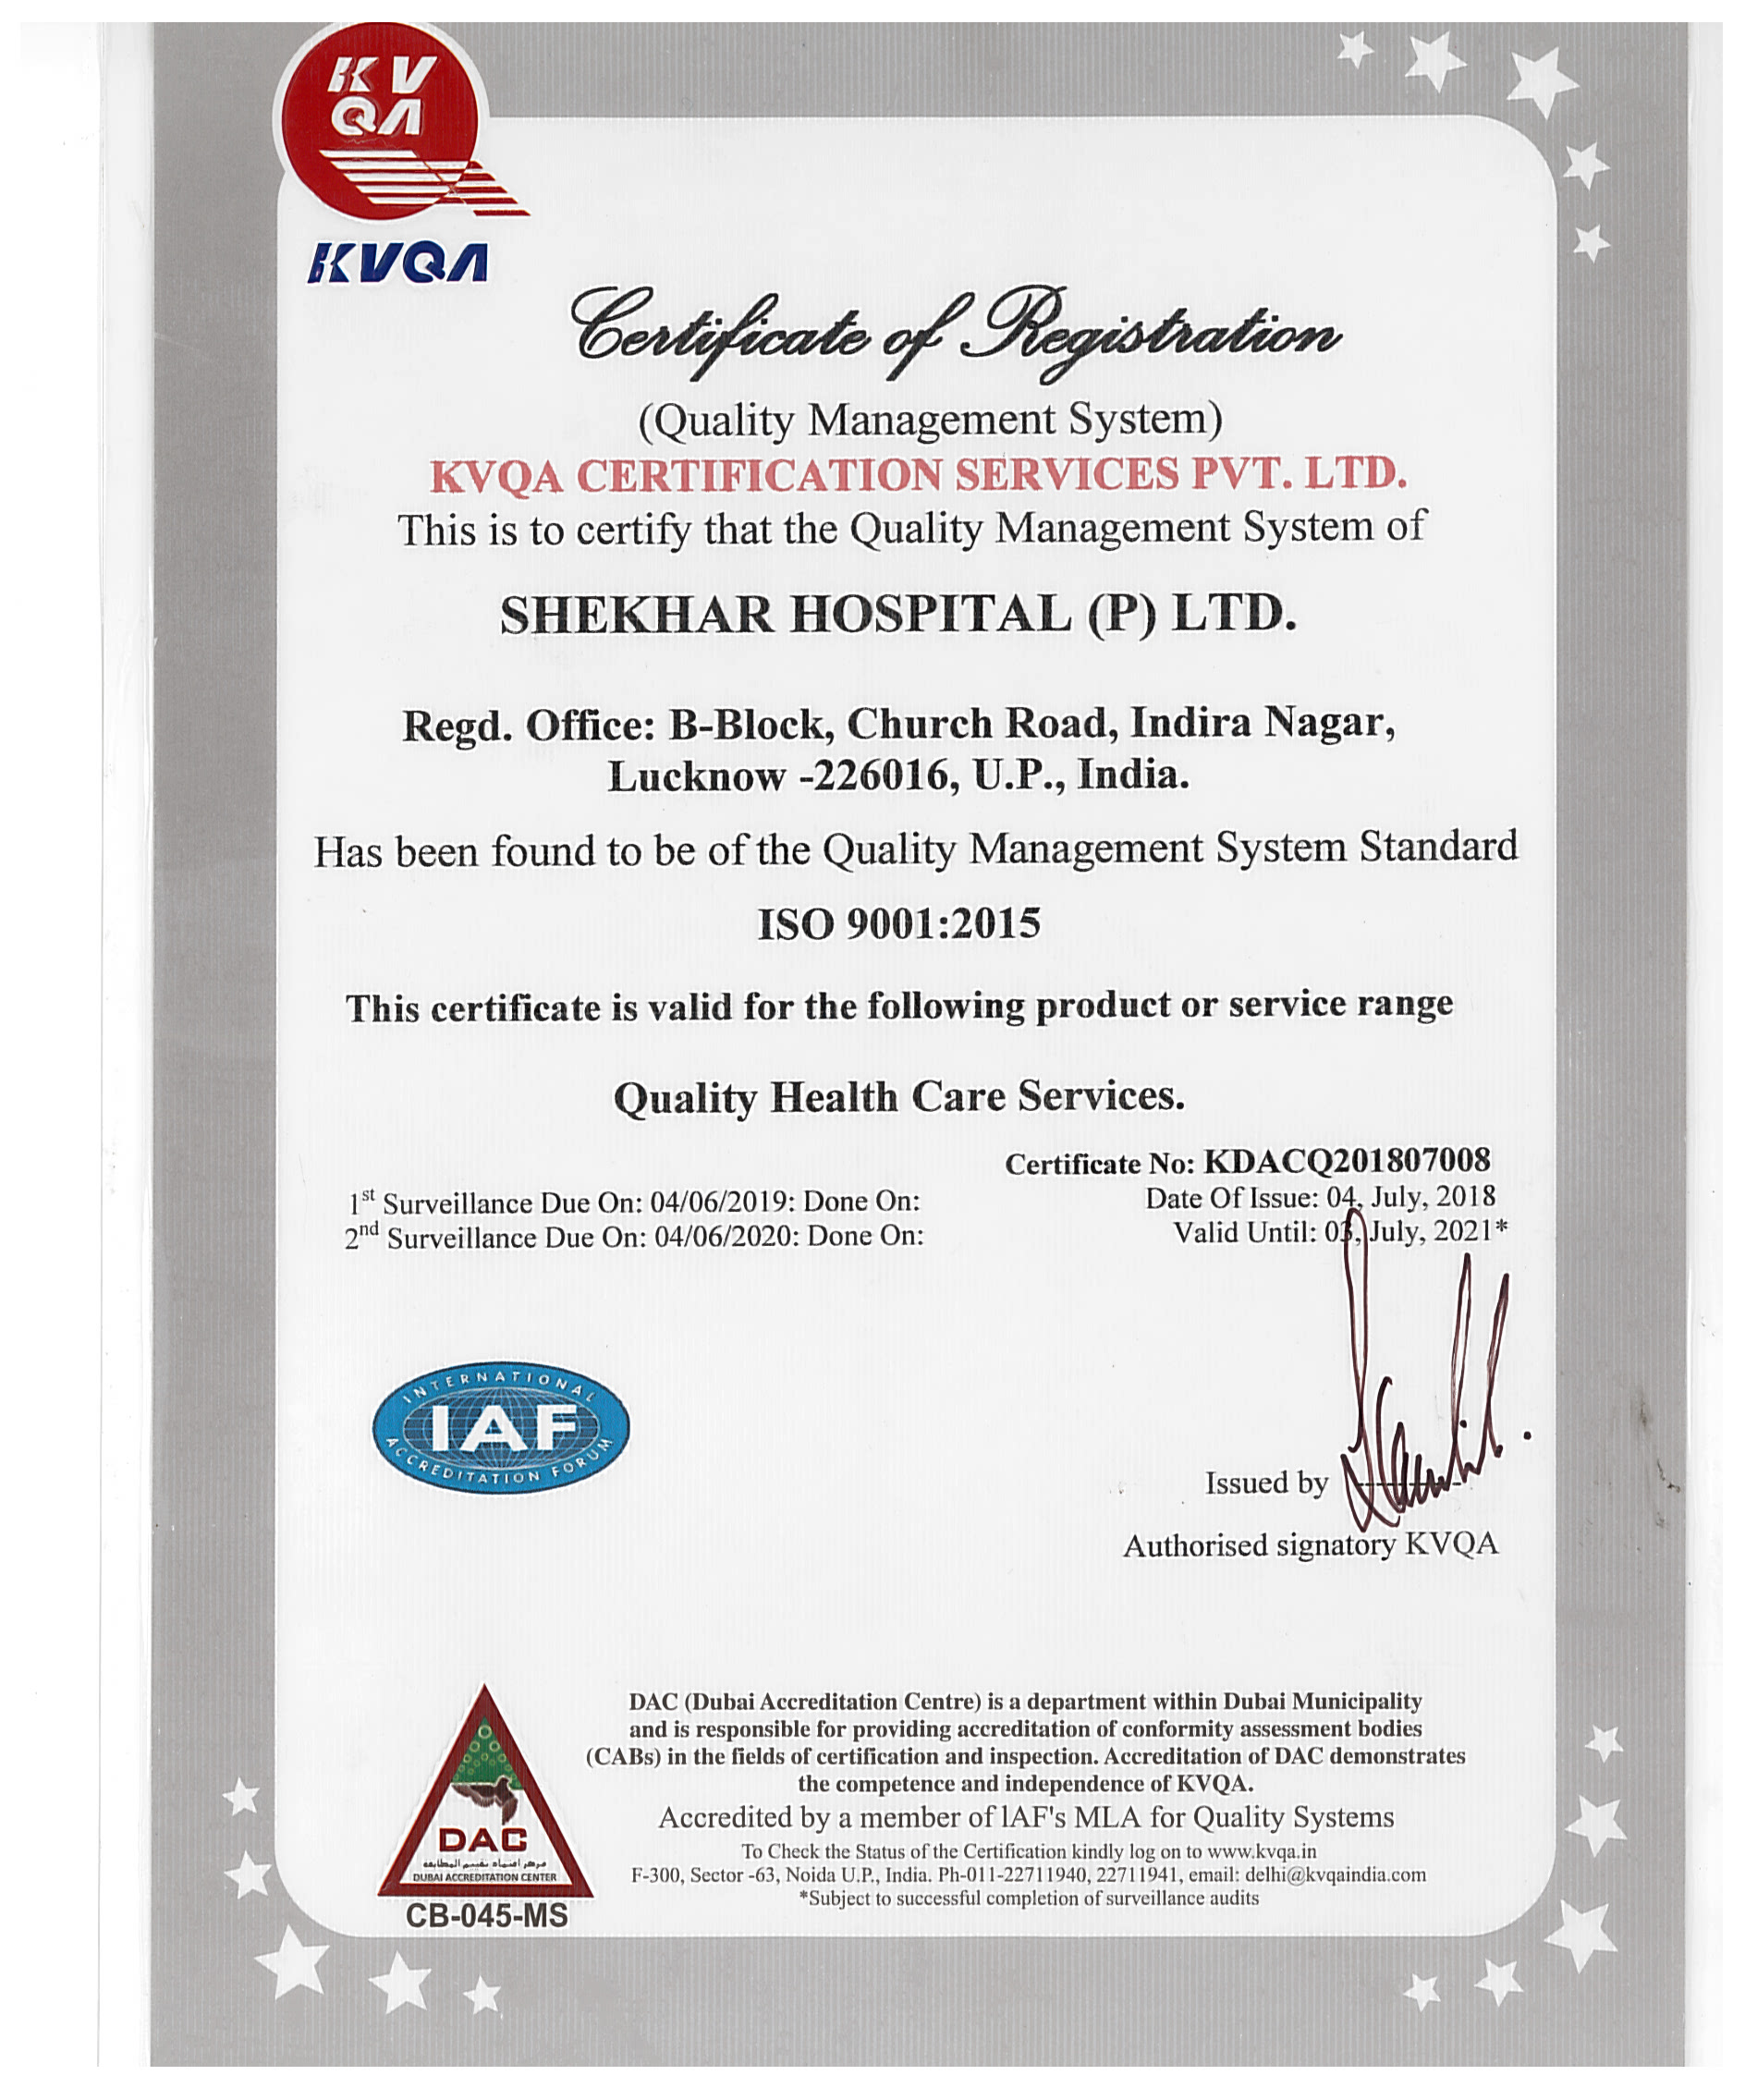 KV
QA
KVQA
Certificate of Registration
(Quality Management System)
KVQA CERTIFICATION SERVICES PVT. LTD.
This is to certify that the Quality Management System of
SHEKHAR HOSPITAL (P) LTD.
Regd. Office: B-Block, Church Road, Indira Nagar,
Lucknow -226016, U.P., India.
Has been found to be of the Quality Management System Standard
ISO 9001:2015
This certificate is valid for the following product or service range
Quality Health Care Services.
Certificate No: KDACQ201807008
1st Surveillance Due On: 04/06/2019: Done On:
Date Of Issue: 04, July, 2018
2nd Surveillance Due On: 04/06/2020: Done On:
Valid Until: 03, July, 2021*
INTERNATIONAL
IAF
ACCREDITATION FORUM
Issued by
Authorised signatory KVQA
DAC (Dubai Accreditation Centre) is a department within Dubai Municipality
and is responsible for providing accreditation of conformity assessment bodies
(CABs) in the fields of certification and inspection. Accreditation of DAC demonstrates
the competence and independence of KVQA.
Accredited by a member of lAF's MLA for Quality Systems
To Check the Status of the Certification kindly log on to www.kvqa.in
F-300, Sector -63, Noida U.P., India. Ph-011-22711940, 22711941, email: delhi@kvqaindia.com
*Subject to successful completion of surveillance audits
DAC
DUBAI ACCREDITATION CENTER
CB-045-MS